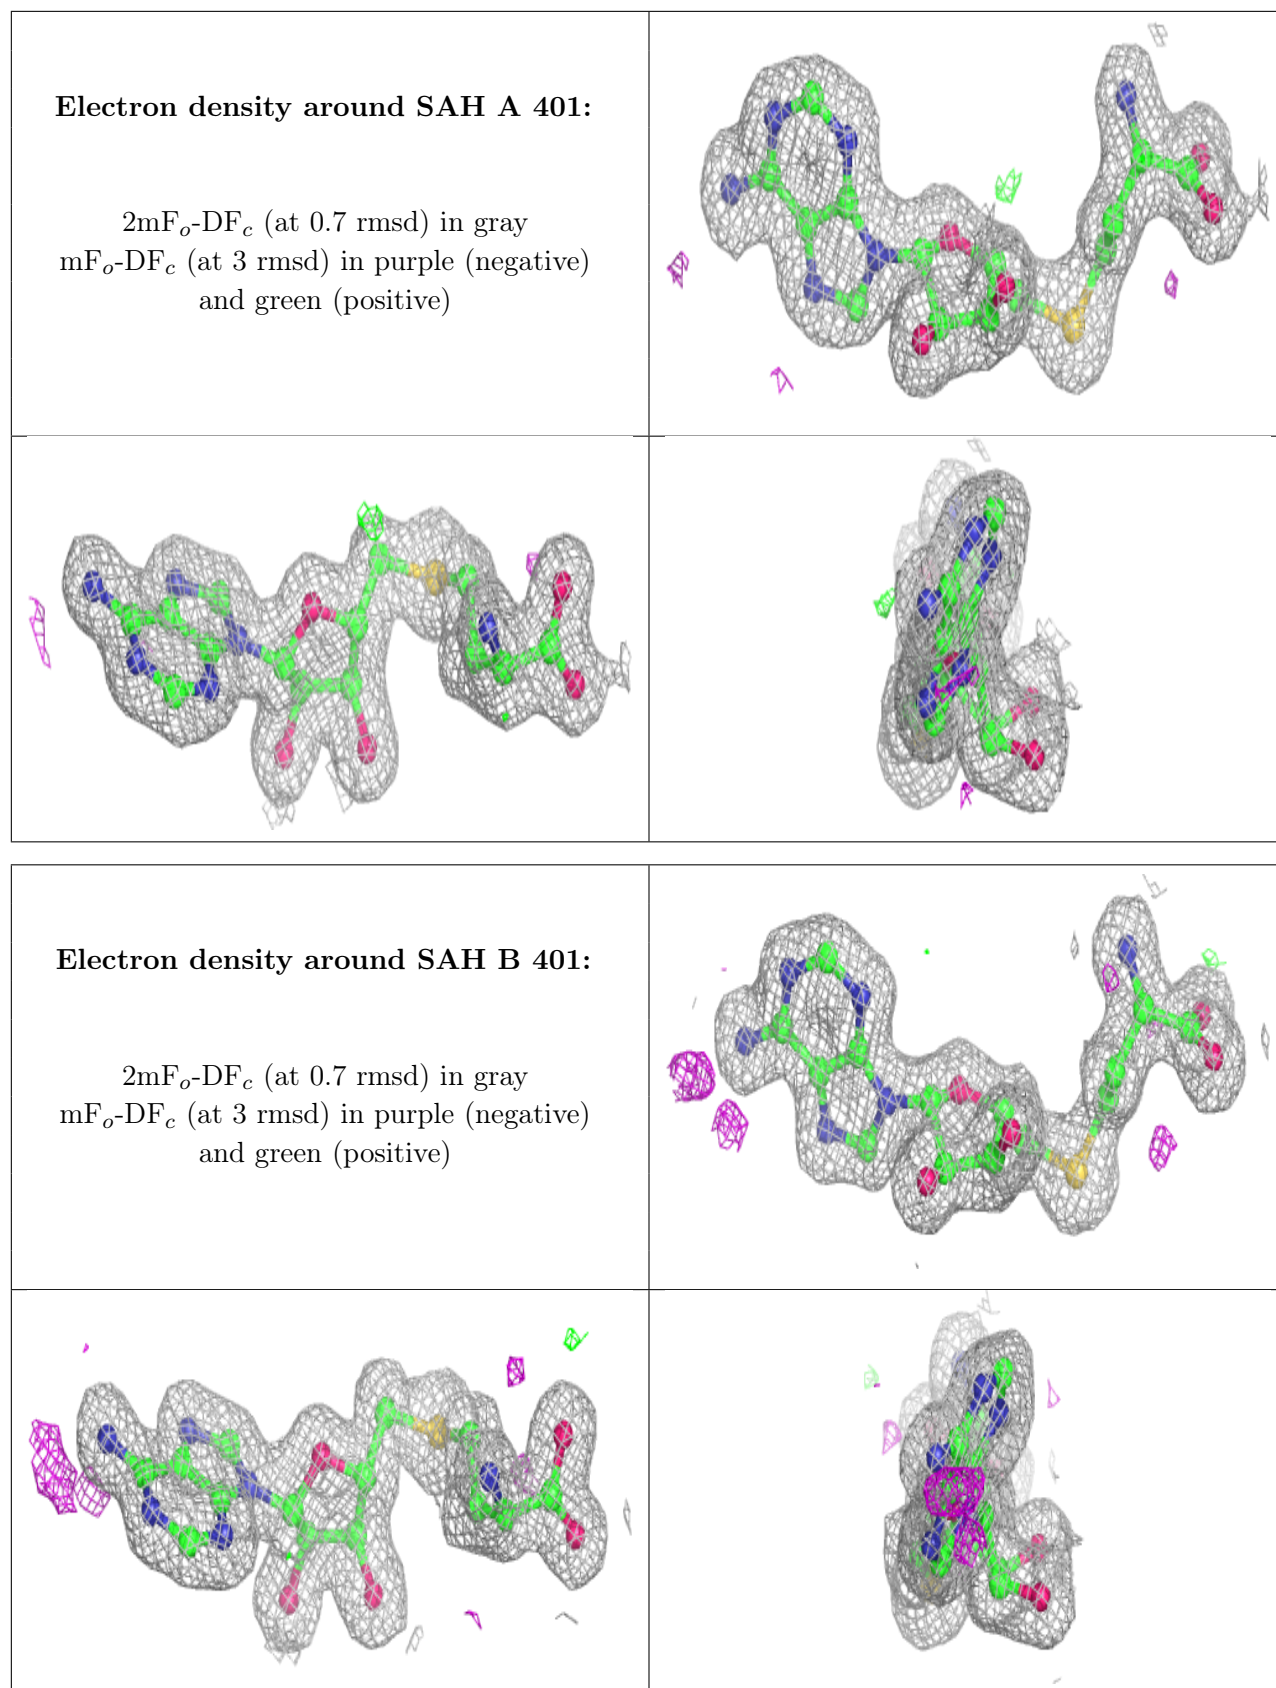 Electron density around SAH A 401:
2mFo-DFc (at 0.7 rmsd) in gray
mFo-DFc (at 3 rmsd) in purple (negative)
and green (positive)
Electron density around SAH B 401:
2mFo-DFc (at 0.7 rmsd) in gray
mFo-DFc (at 3 rmsd) in purple (negative)
and green (positive)